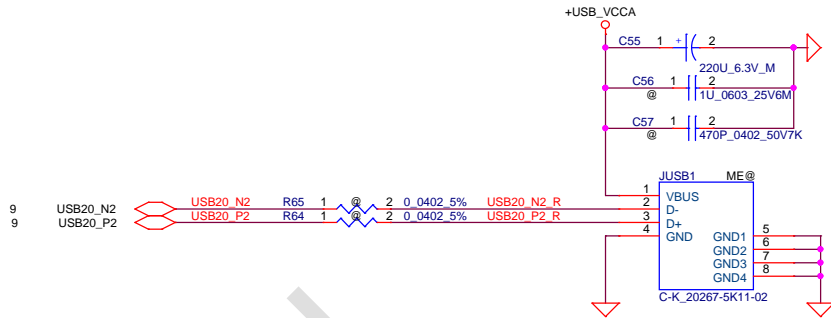 +USB_VCCA
C55 1 + 2
220U_6.3V_M
C56 1 2
@ 1U_0603_25V6M
C57 1 2
@ 470P_0402_50V7K
JUSB1 ME@
1 VBUS
9 USB20_N2 USB20_N2 R65 1 @ 2 0_0402_5% USB20_N2_R 2 D-
9 USB20_P2 USB20_P2 R64 1 @ 2 0_0402_5% USB20_P2_R 3 D+
4 GND GND1 5
GND2 6
GND3 7
GND4 8
C-K_20267-5K11-02